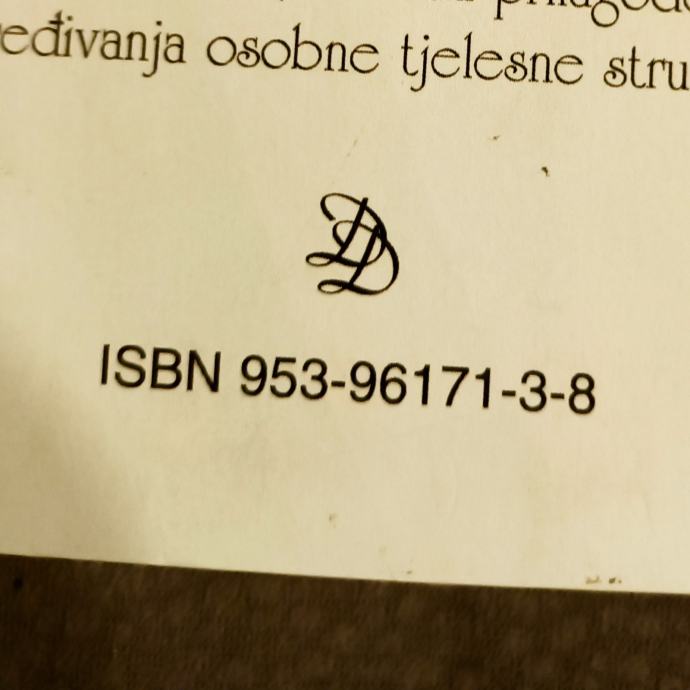 eđivanja osobne tjelesne stru
ISBN 953-96171-3-8